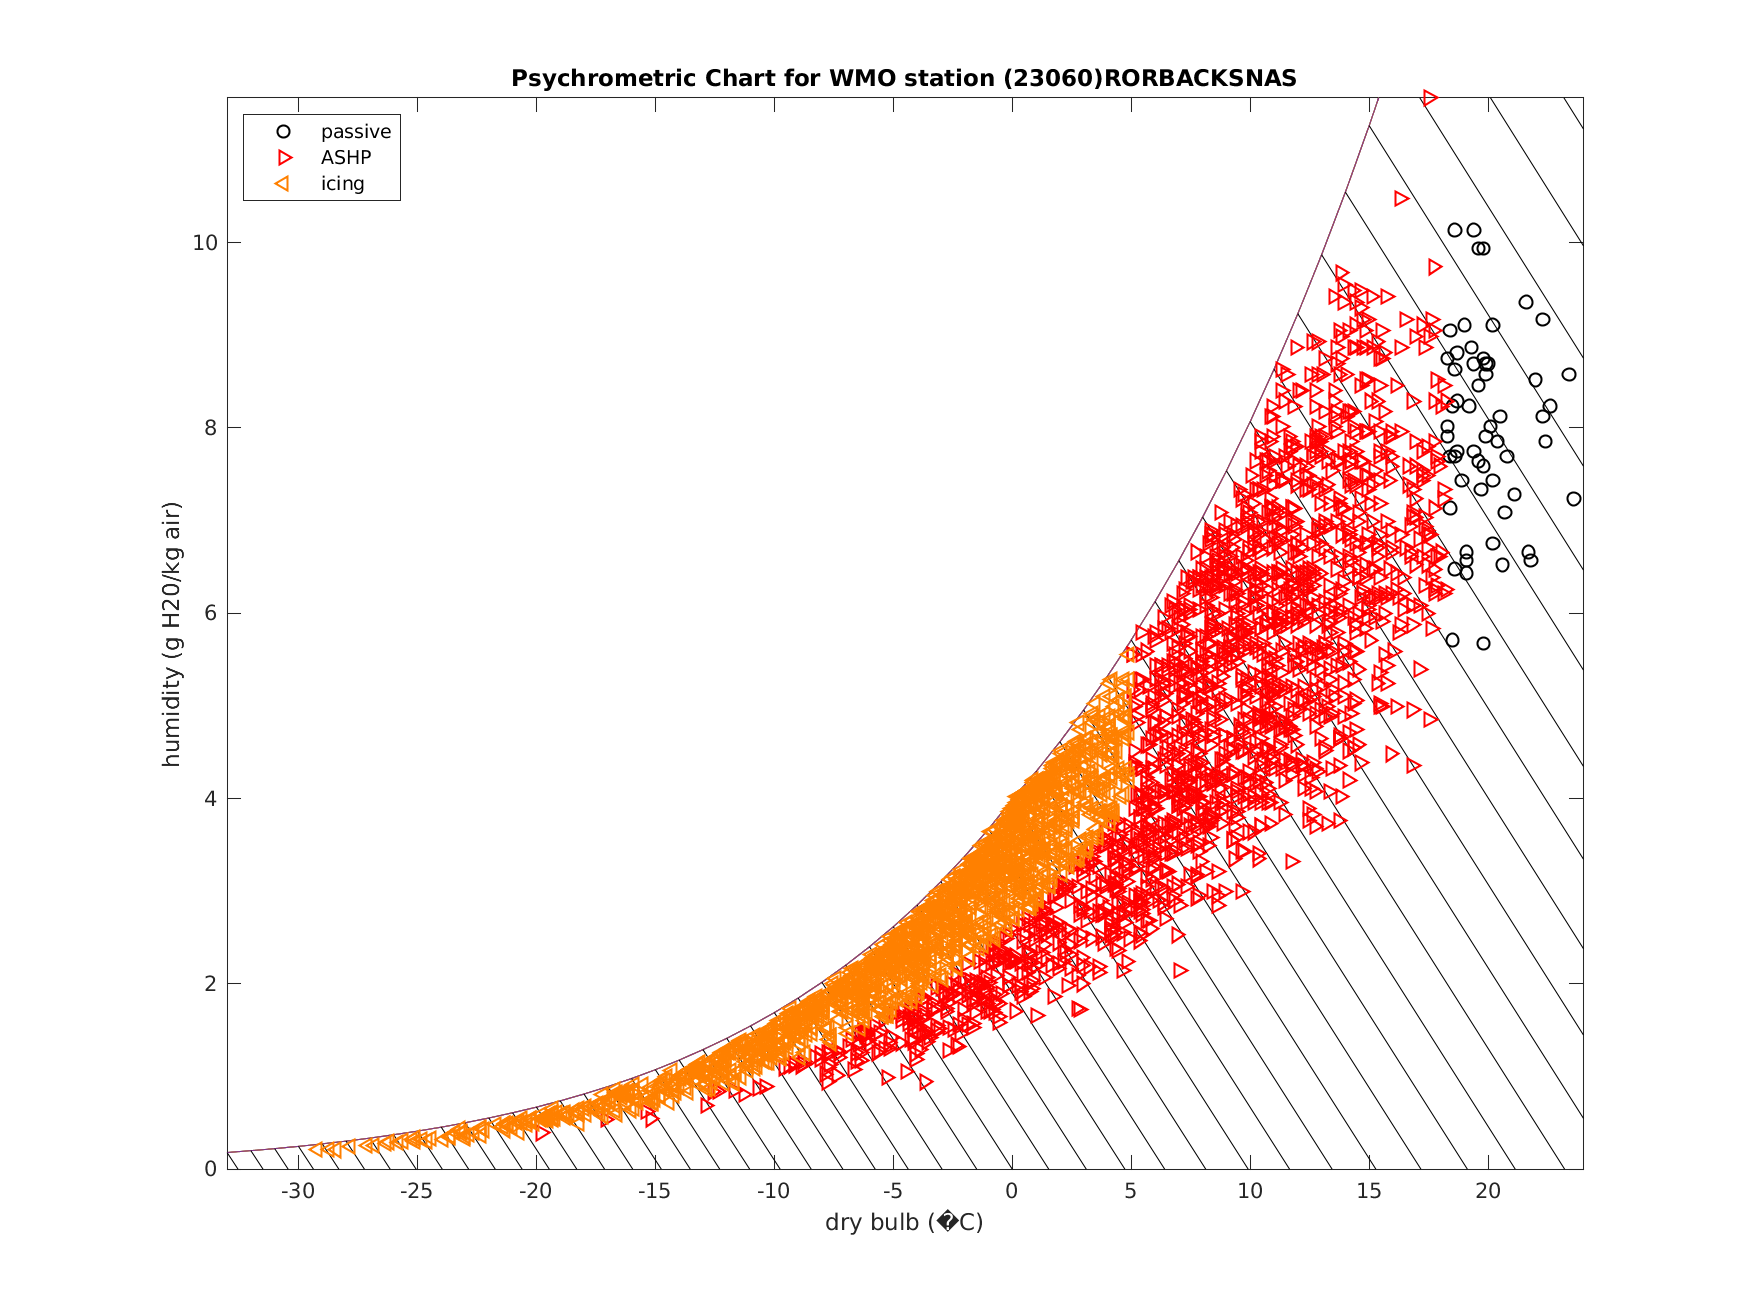 Psychrometric Chart for WMO station (23060)RORBACKSNAS
passive
ASHP
icing
10
8
6
4
2
0
humidity (g H20/kg air)
-30 -25 -20 -15 -10 -5 0 5 10 15 20
dry bulb (�C)